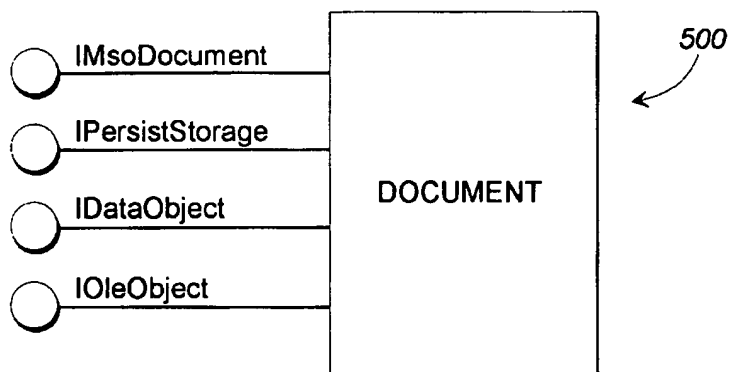 IMsoDocument
500
IPersistStorage
DOCUMENT
IDataObject
IOleObject